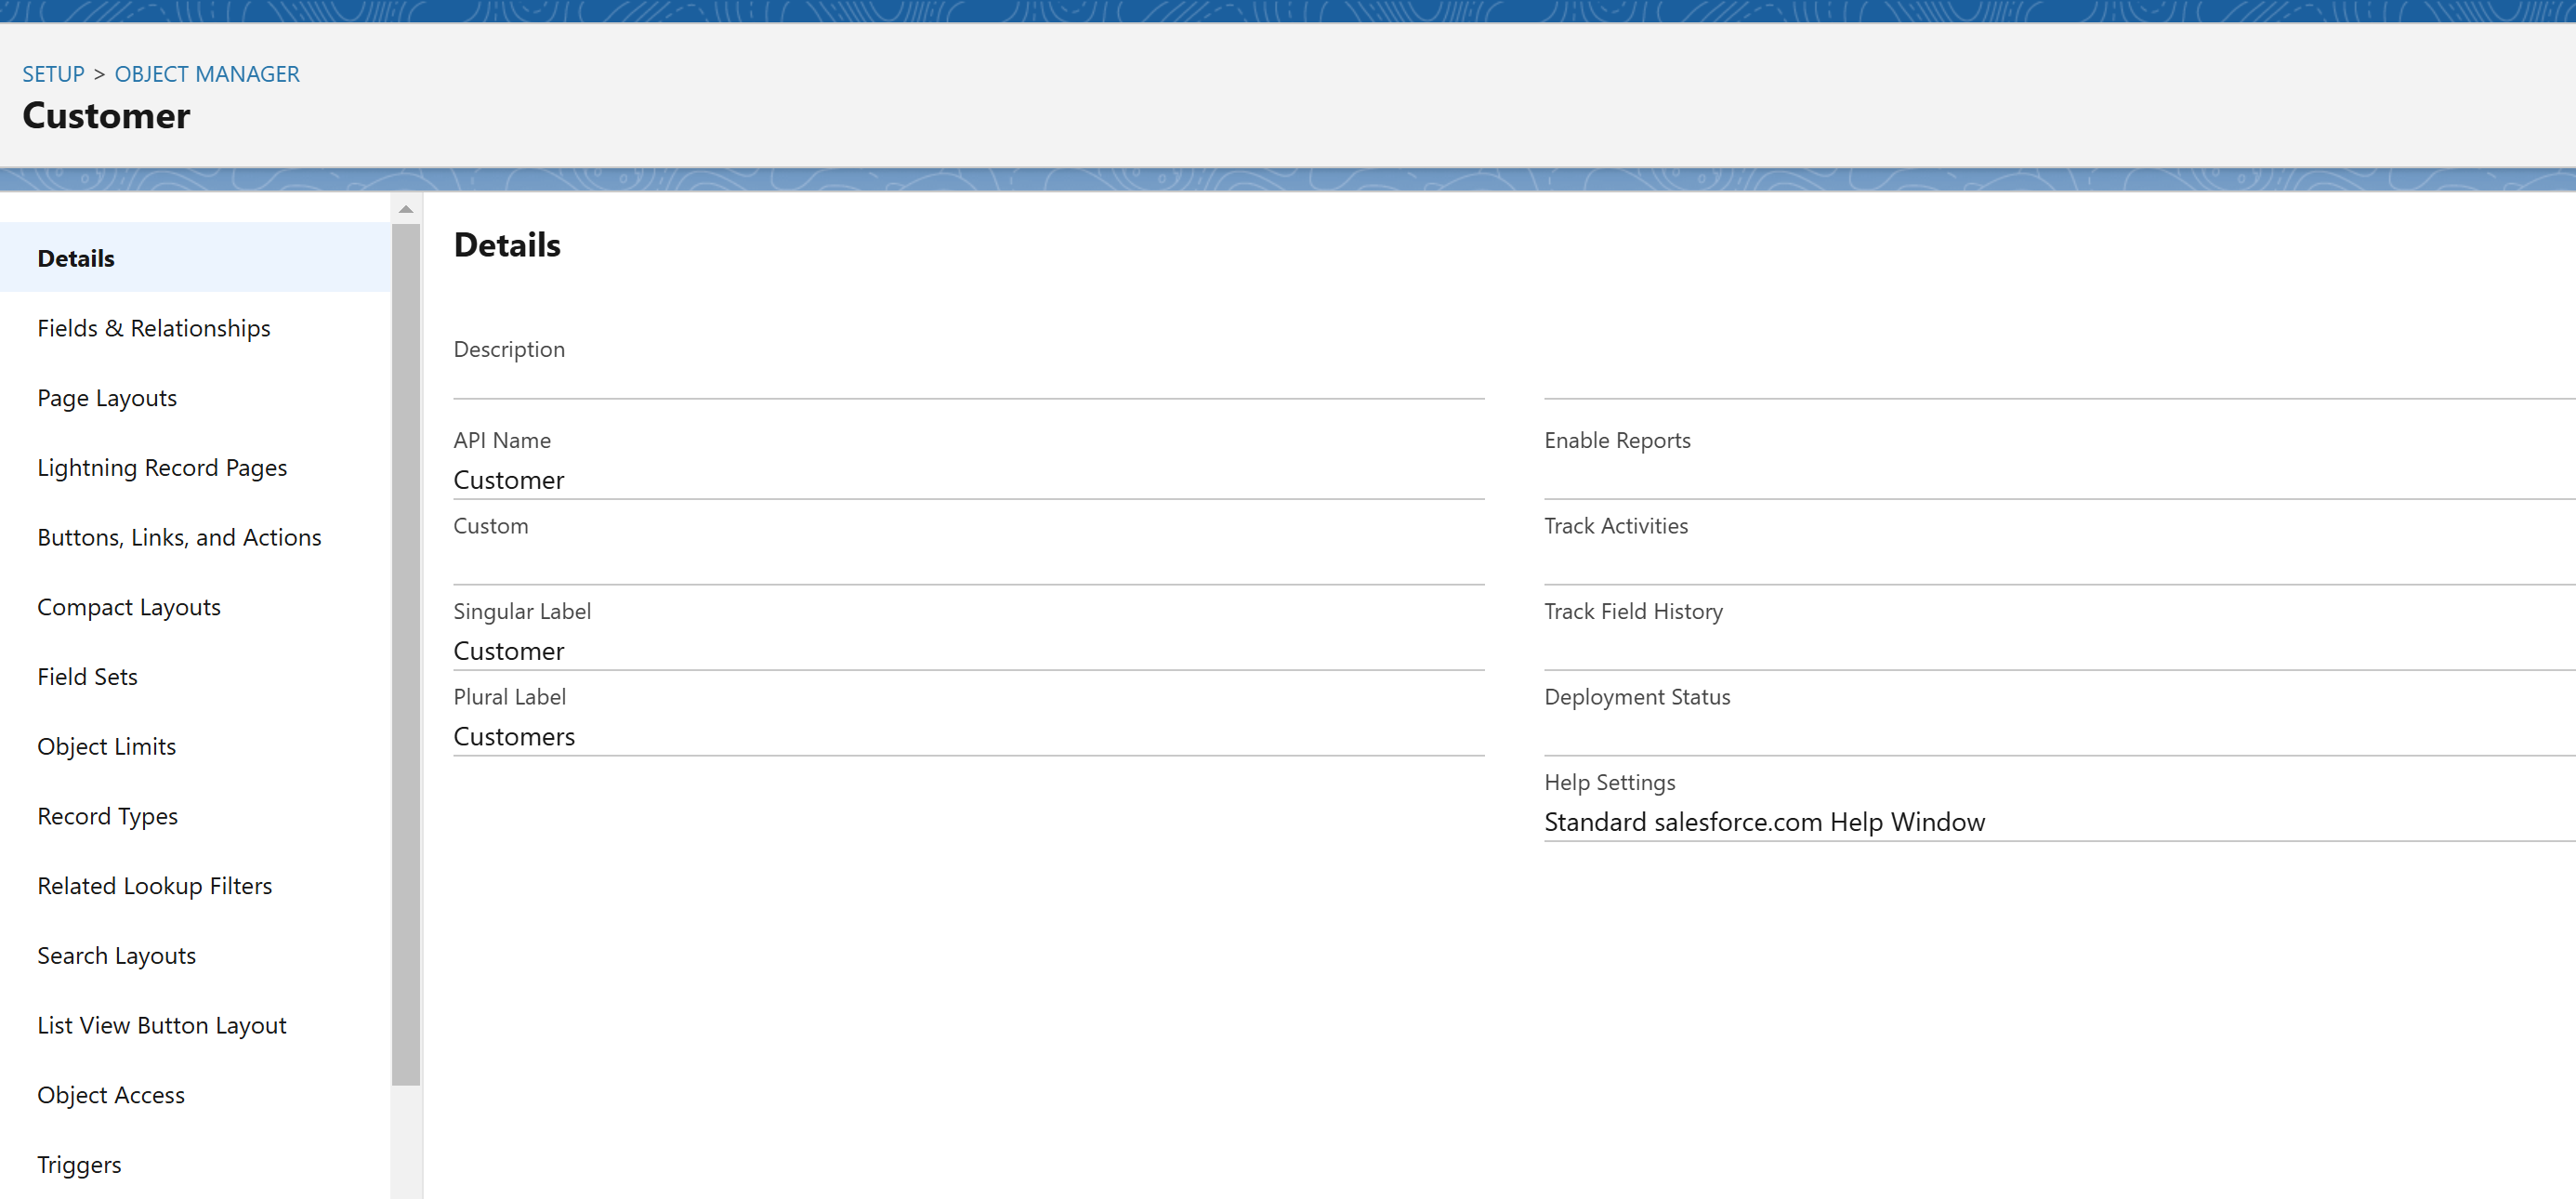 SETUP > OBJECT MANAGER
Customer
Details
Fields & Relationships
Page Layouts
Lightning Record Pages
Buttons, Links, and Actions
Compact Layouts
Field Sets
Object Limits
Record Types
Related Lookup Filters
Search Layouts
List View Button Layout
Object Access
Triggers
Details
Description
API Name
Customer
Custom
Singular Label
Customer
Plural Label
Customers
Enable Reports
Track Activities
Track Field History
Deployment Status
Help Settings
Standard salesforce.com Help Window